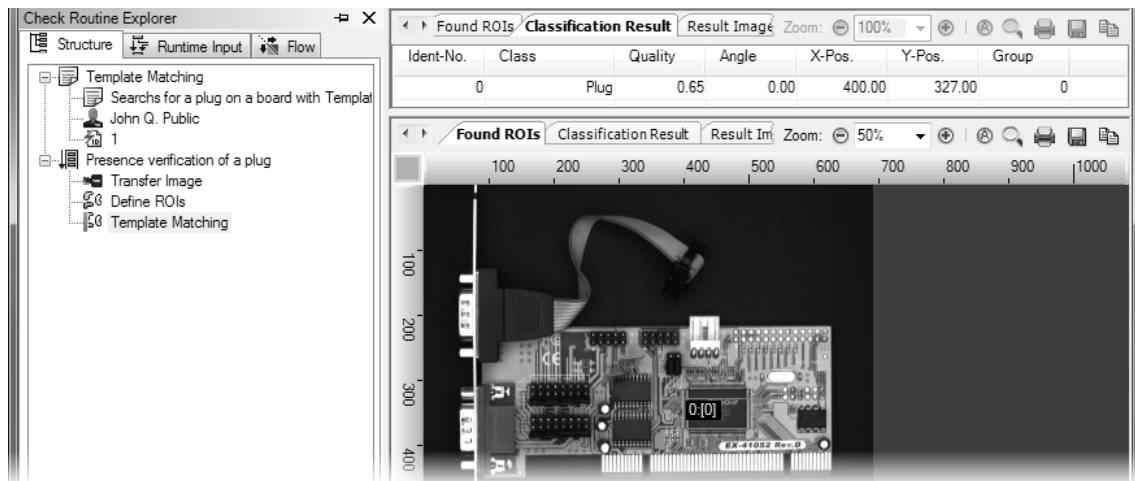 Check Routine Explorer
Structure Runtime Input Flow
Template Matching
Searchs for a plug on a board with Templat
John Q. Public
1
Presence verification of a plug
Transfer Image
Define ROIs
Template Matching
Found ROIs Classification Result Result Image Zoom: 100%
Ident-No. Class Quality Angle X-Pos. Y-Pos. Group
0 Plug 0.65 0.00 400.00 327.00 0
Found ROIs Classification Result Result Im Zoom: 50%
100 200 300 400 500 600 700 800 900 1000
100
200
300
400
0:[0]
EX-41052 Rev.D